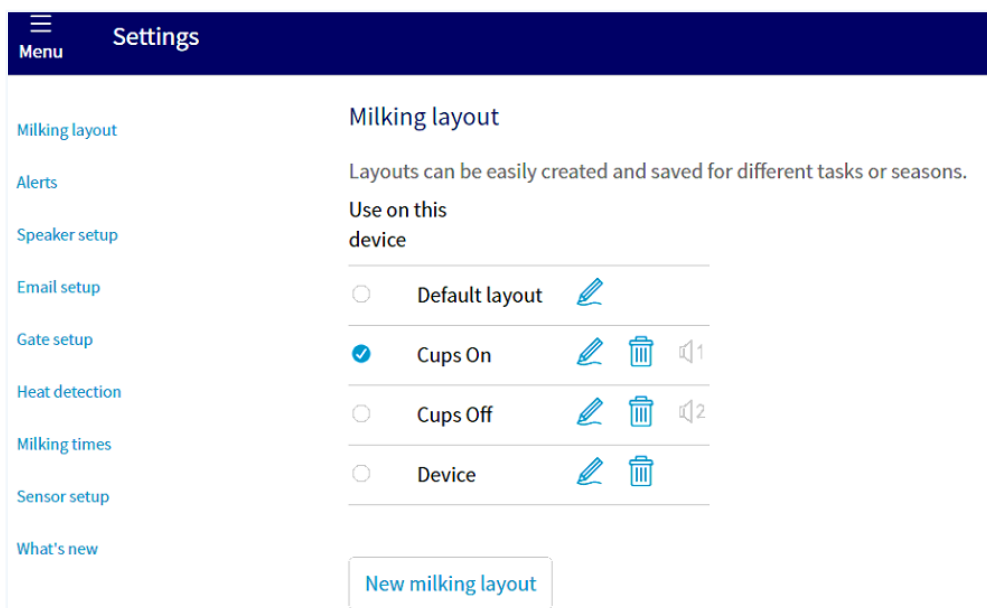 Menu
Settings
Milking layout
Alerts
Speaker setup
Email setup
Gate setup
Heat detection
Milking times
Sensor setup
What's new
Milking layout
Layouts can be easily created and saved for different tasks or seasons.
Use on this
device
Default layout
Cups On 1
Cups Off 2
Device
New milking layout